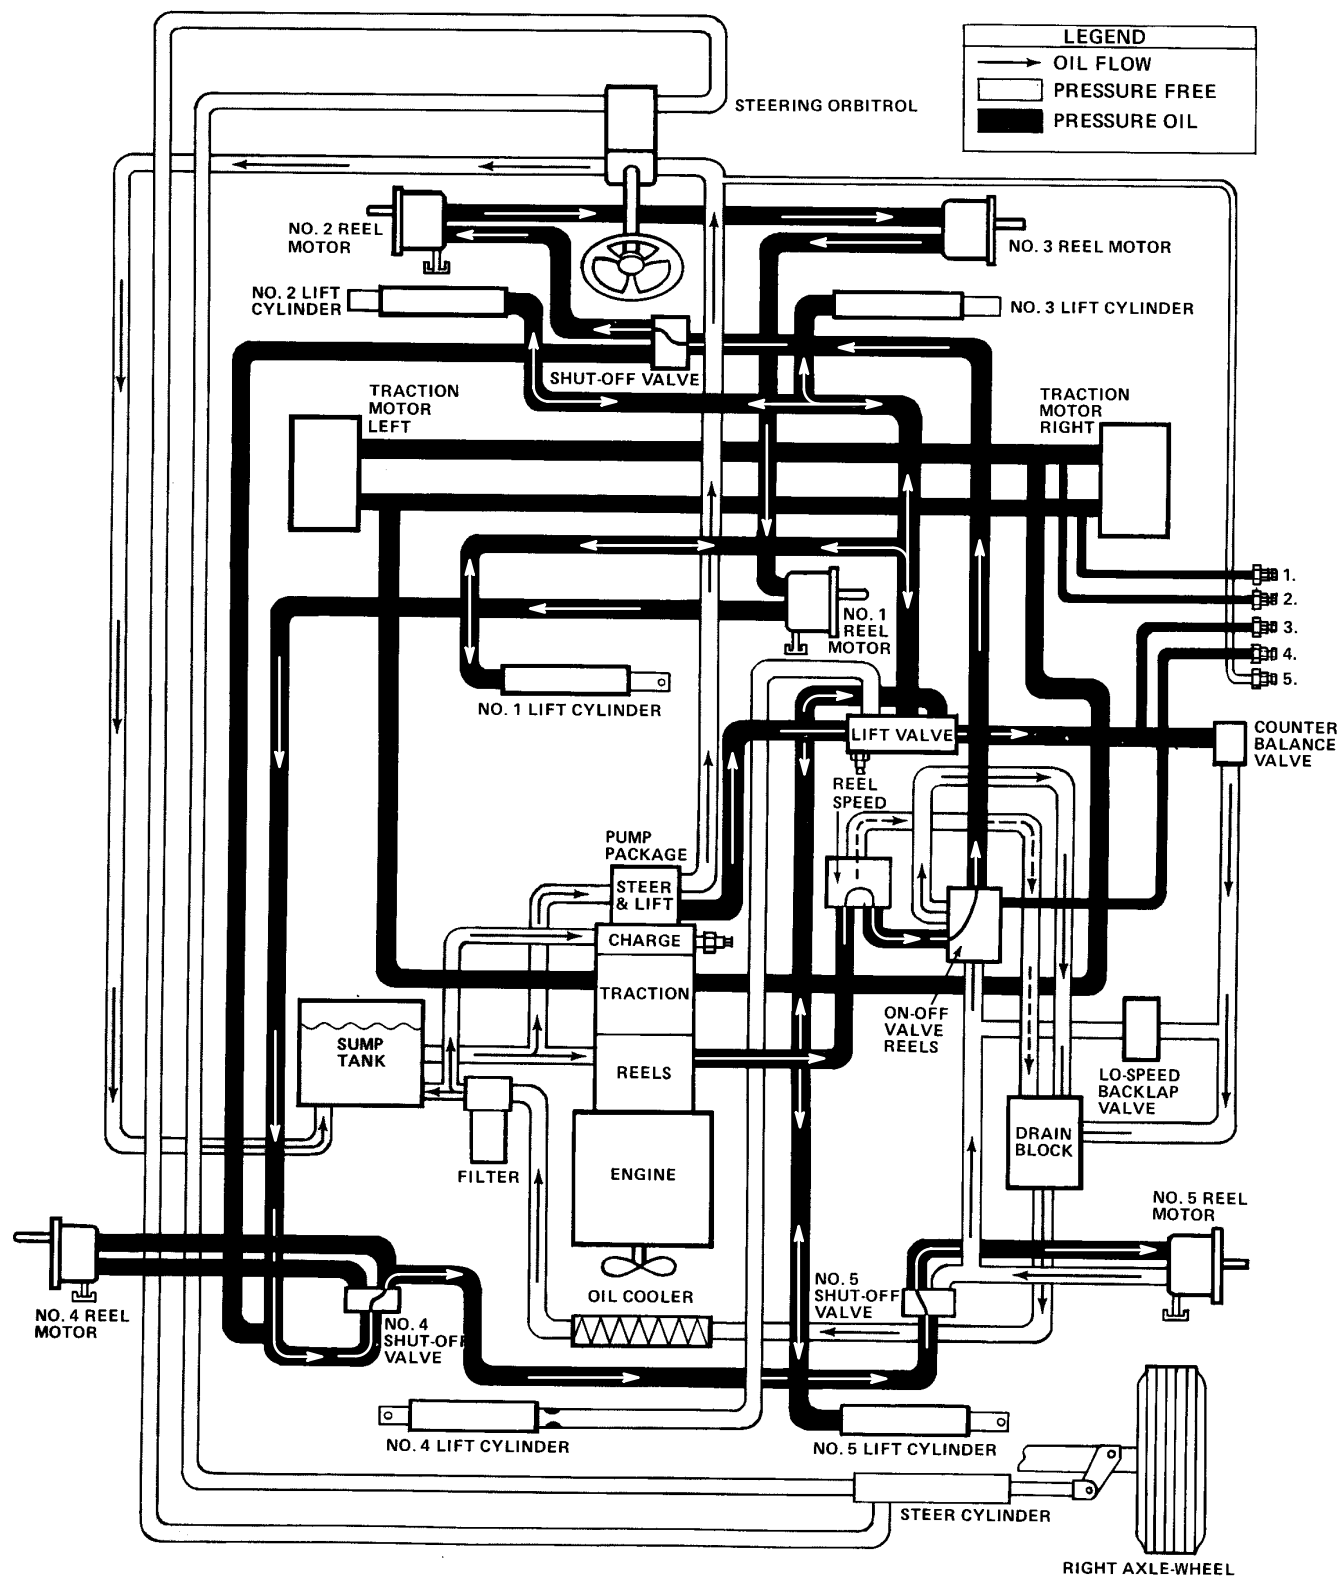 LEGEND
OIL FLOW
PRESSURE FREE
PRESSURE OIL
STEERING ORBITROL
NO. 2 REEL
MOTOR
NO. 3 REEL MOTOR
NO. 2 LIFT
CYLINDER
NO. 3 LIFT CYLINDER
SHUT-OFF VALVE
TRACTION
MOTOR
LEFT
TRACTION
MOTOR
RIGHT
1.
2.
3.
4.
5.
NO. 1
REEL
MOTOR
NO. 1 LIFT CYLINDER
LIFT VALVE
COUNTER
BALANCE
VALVE
REEL
SPEED
PUMP
PACKAGE
STEER
& LIFT
CHARGE
TRACTION
REELS
ON-OFF
VALVE
REELS
SUMP
TANK
LO-SPEED
BACKLAP
VALVE
DRAIN
BLOCK
FILTER
ENGINE
NO. 5 REEL
MOTOR
OIL COOLER
NO. 5
SHUT-OFF
VALVE
NO. 4 REEL
MOTOR
NO. 4
SHUT-OFF
VALVE
NO. 4 LIFT CYLINDER
NO. 5 LIFT CYLINDER
STEER CYLINDER
RIGHT AXLE-WHEEL